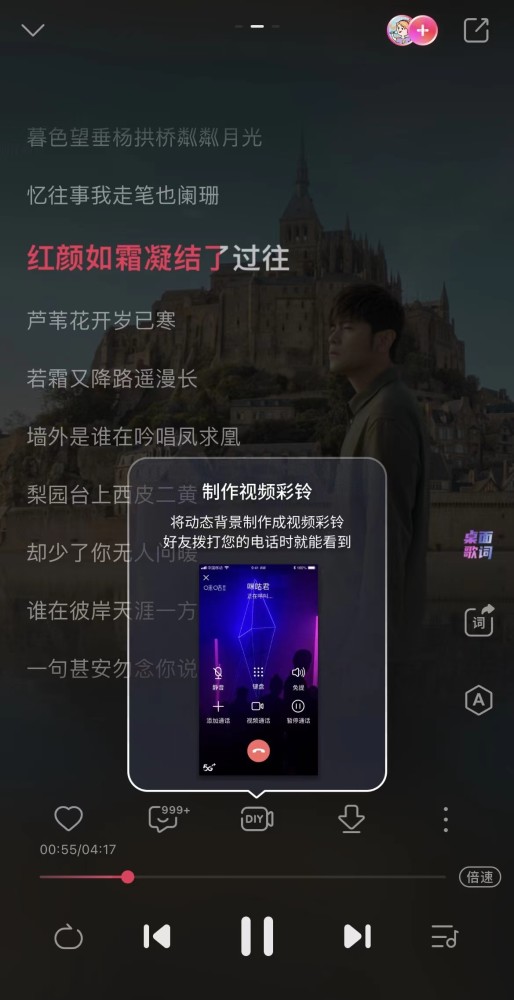 暮色望垂杨拱桥粼粼月光
忆往事我走笔也阑珊
红颜如霜凝结了过往
芦苇花开岁已寒
若霜又降路遥漫长
墙外是谁在吟唱凤求凰
梨园台上西皮二黄
却少了你无人问暖
谁在彼岸天涯一方
一句甚安勿念你说
制作视频彩铃
将动态背景制作成视频彩铃
好友拨打您的电话时就能看到
咪咕君
正在呼叫...
静音
键盘
免提
添加通话
视频通话
暂停通话
5G+
桌面
歌词
词
A
999+
DIY
00:55/04:17
倍速